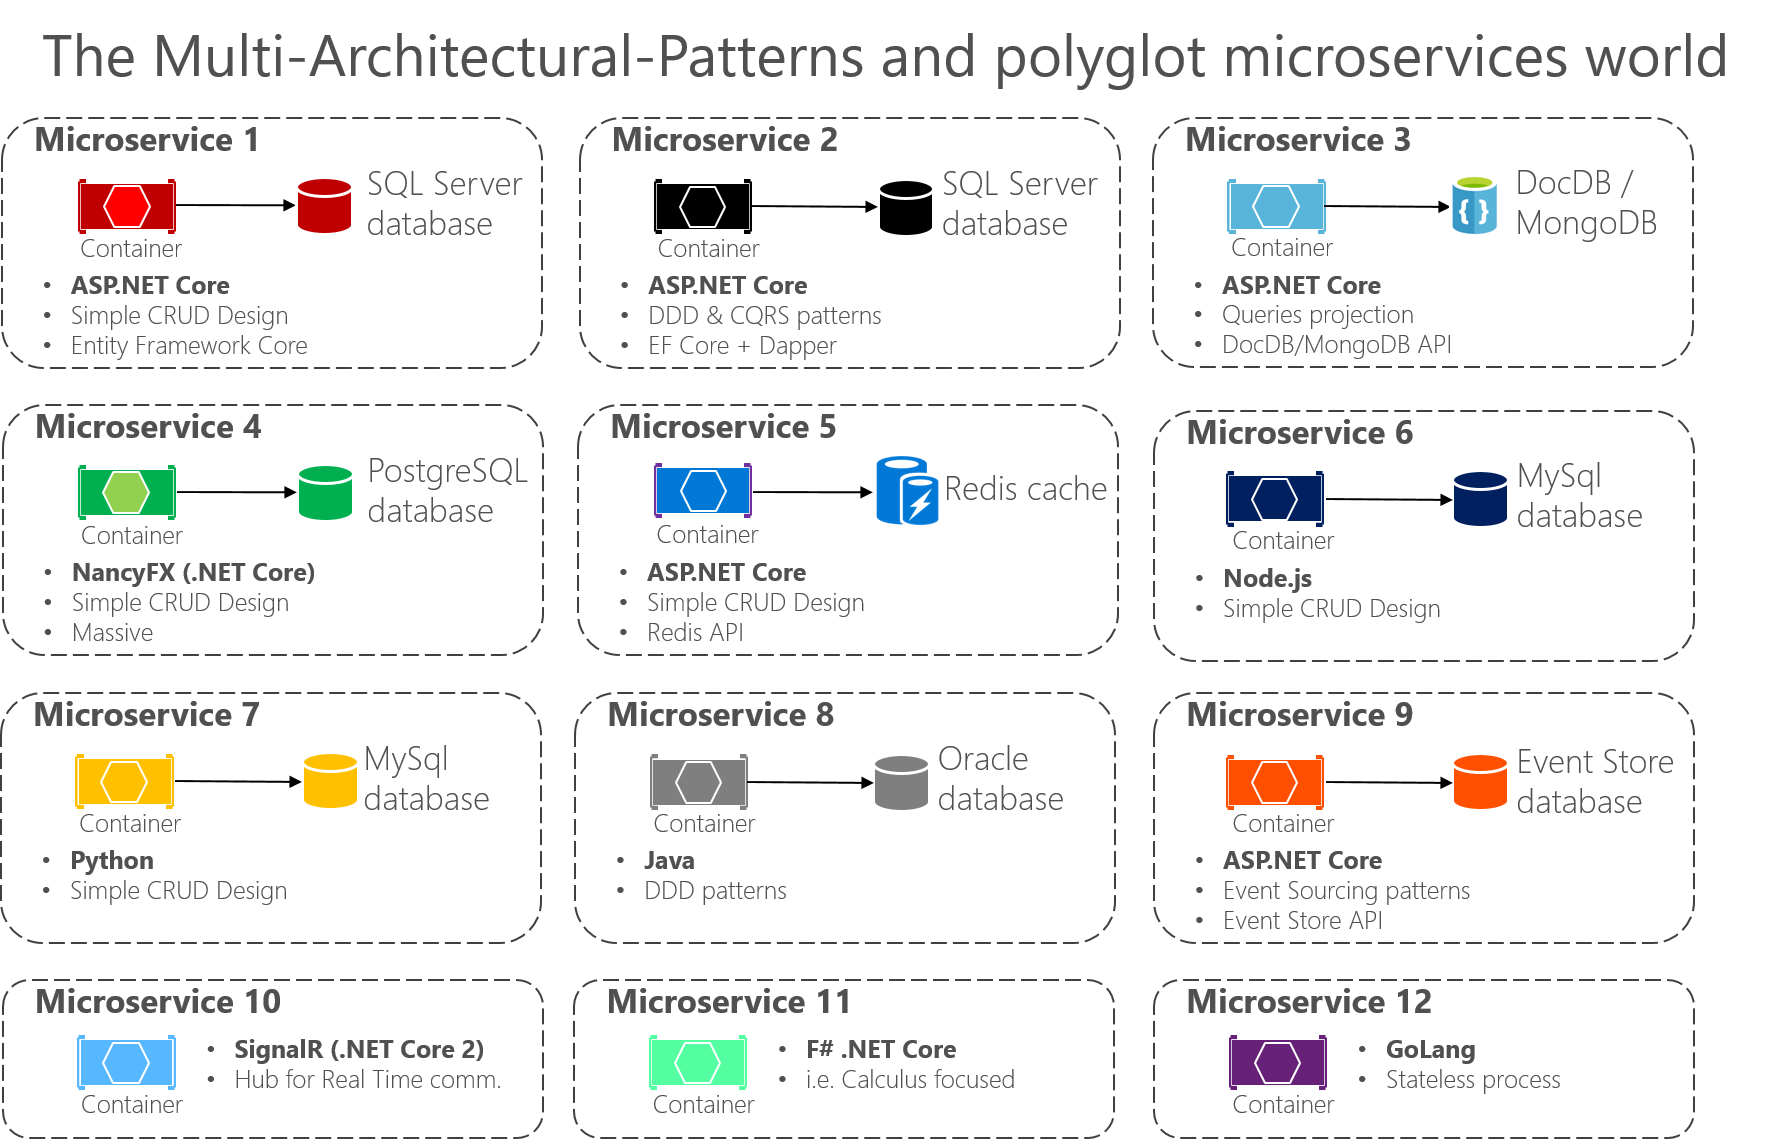 The Multi-Architectural-Patterns and polyglot microservices world
Microservice 1
SQL Server
database
Container
• ASP.NET Core
• Simple CRUD Design
• Entity Framework Core
Microservice 2
SQL Server
database
Container
• ASP.NET Core
• DDD & CQRS patterns
• EF Core + Dapper
Microservice 3
{ }
DocDB /
MongoDB
Container
• ASP.NET Core
• Queries projection
• DocDB/MongoDB API
Microservice 4
PostgreSQL
database
Container
• NancyFX (.NET Core)
• Simple CRUD Design
• Massive
Microservice 5
Redis cache
Container
• ASP.NET Core
• Simple CRUD Design
• Redis API
Microservice 6
MySql
database
Container
• Node.js
• Simple CRUD Design
Microservice 7
MySql
database
Container
• Python
• Simple CRUD Design
Microservice 8
Oracle
database
Container
• Java
• DDD patterns
Microservice 9
Event Store
database
Container
• ASP.NET Core
• Event Sourcing patterns
• Event Store API
Microservice 10
• SignalR (.NET Core 2)
• Hub for Real Time comm.
Container
Microservice 11
• F# .NET Core
• i.e. Calculus focused
Container
Microservice 12
• GoLang
• Stateless process
Container